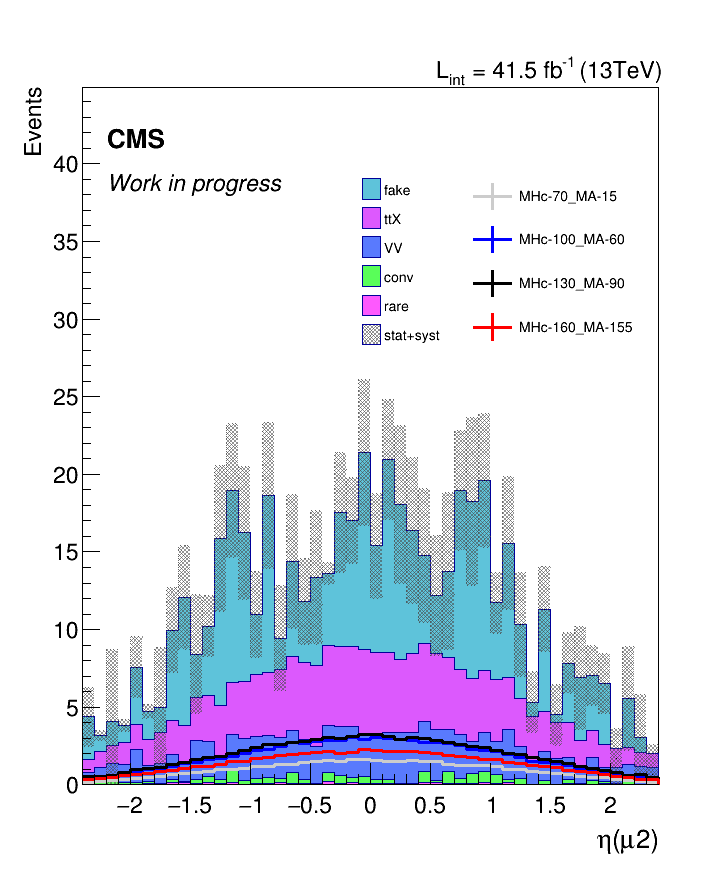 L_int = 41.5 fb^-1 (13TeV)
Events
CMS
Work in progress
fake
ttX
VV
conv
rare
stat+syst
MHc-70_MA-15
MHc-100_MA-60
MHc-130_MA-90
MHc-160_MA-155
40
35
30
25
20
15
10
5
0
−2 −1.5 −1 −0.5 0 0.5 1 1.5 2
η(μ2)